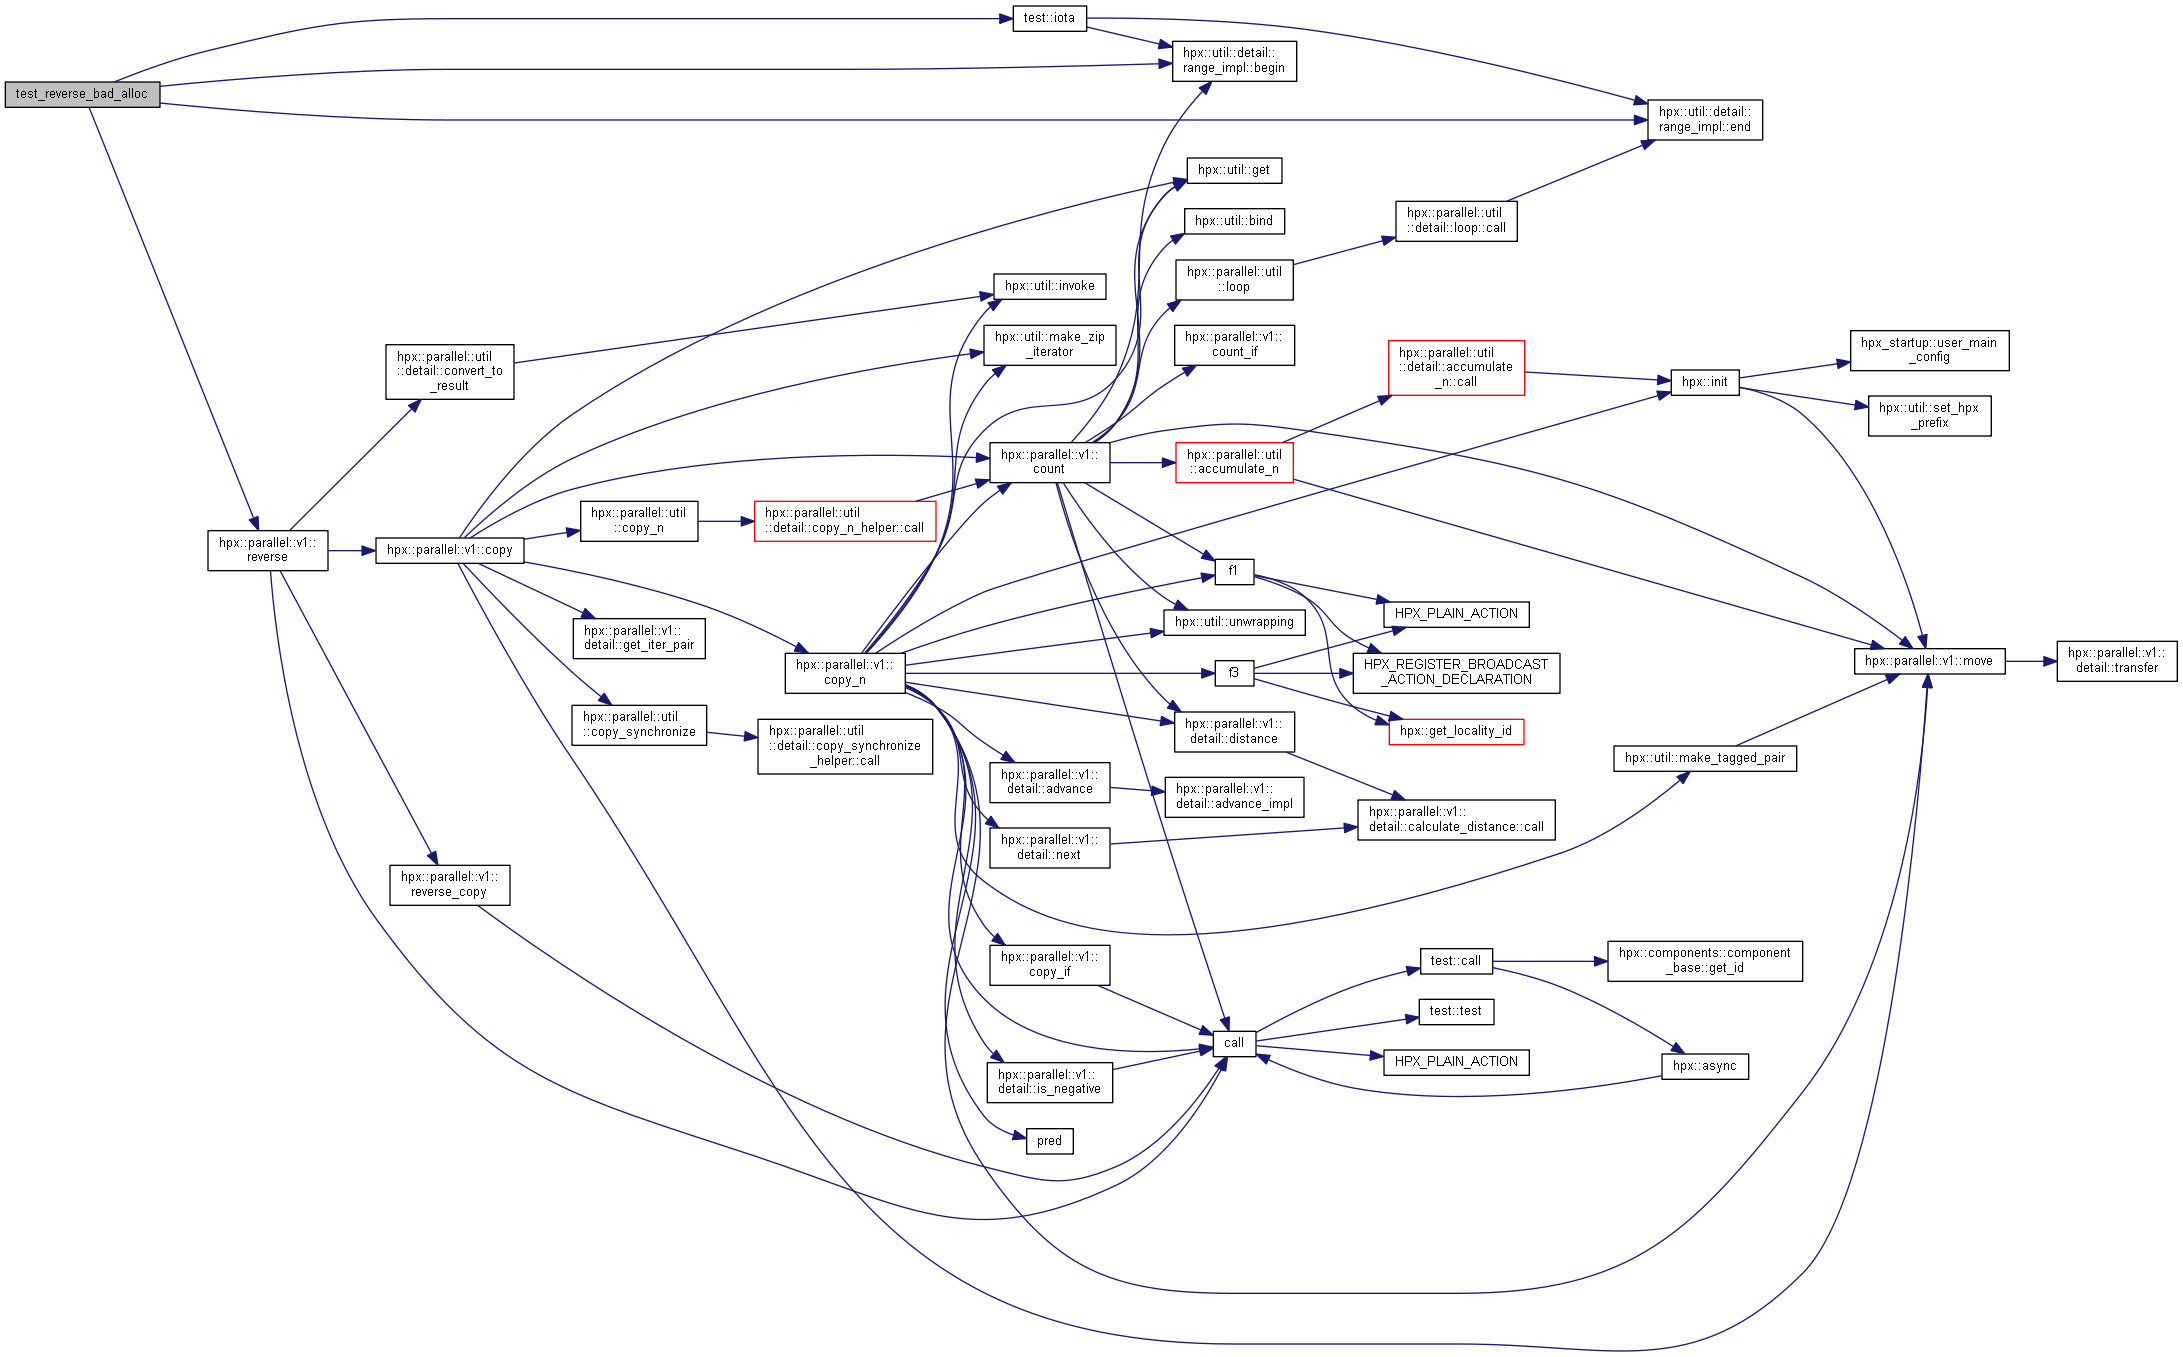 test_reverse_bad_alloc
test::iota
hpx::util::detail::
range_impl::begin
hpx::util::detail::
range_impl::end
hpx::util::get
hpx::util::bind
hpx::parallel::util
::detail::loop::call
hpx::parallel::util
::loop
hpx::util::invoke
hpx::util::make_zip
_iterator
hpx::parallel::v1::
count_if
hpx::parallel::util
::detail::convert_to
_result
hpx::parallel::util
::detail::accumulate
_n::call
hpx::init
hpx_startup::user_main
_config
hpx::util::set_hpx
_prefix
hpx::parallel::v1::
count
hpx::parallel::util
::accumulate_n
hpx::parallel::util
::copy_n
hpx::parallel::util
::detail::copy_n_helper::call
hpx::parallel::v1::
reverse
hpx::parallel::v1::copy
f1
hpx::util::unwrapping
HPX_PLAIN_ACTION
hpx::parallel::v1::
detail::get_iter_pair
hpx::parallel::v1::
copy_n
f3
HPX_REGISTER_BROADCAST
_ACTION_DECLARATION
hpx::parallel::v1::move
hpx::parallel::v1::
detail::transfer
hpx::parallel::util
::copy_synchronize
hpx::parallel::util
::detail::copy_synchronize
_helper::call
hpx::parallel::v1::
detail::distance
hpx::get_locality_id
hpx::util::make_tagged_pair
hpx::parallel::v1::
detail::advance
hpx::parallel::v1::
detail::advance_impl
hpx::parallel::v1::
detail::calculate_distance::call
hpx::parallel::v1::
detail::next
hpx::parallel::v1::
reverse_copy
hpx::parallel::v1::
copy_if
test::call
hpx::components::component
_base::get_id
test::test
call
HPX_PLAIN_ACTION
hpx::async
hpx::parallel::v1::
detail::is_negative
pred